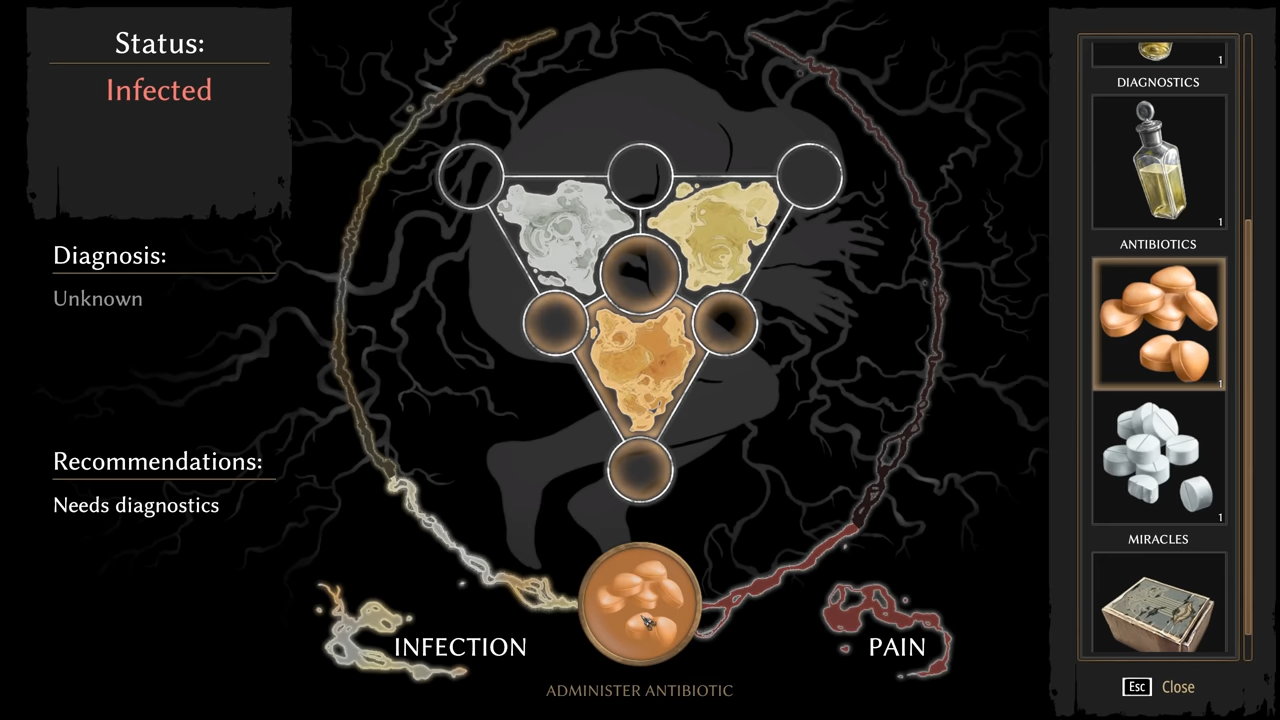 Status:
Infected
Diagnosis:
Unknown
Recommendations:
Needs diagnostics
INFECTION
PAIN
ADMINISTER ANTIBIOTIC
1
DIAGNOSTICS
1
ANTIBIOTICS
1
1
MIRACLES
Esc Close